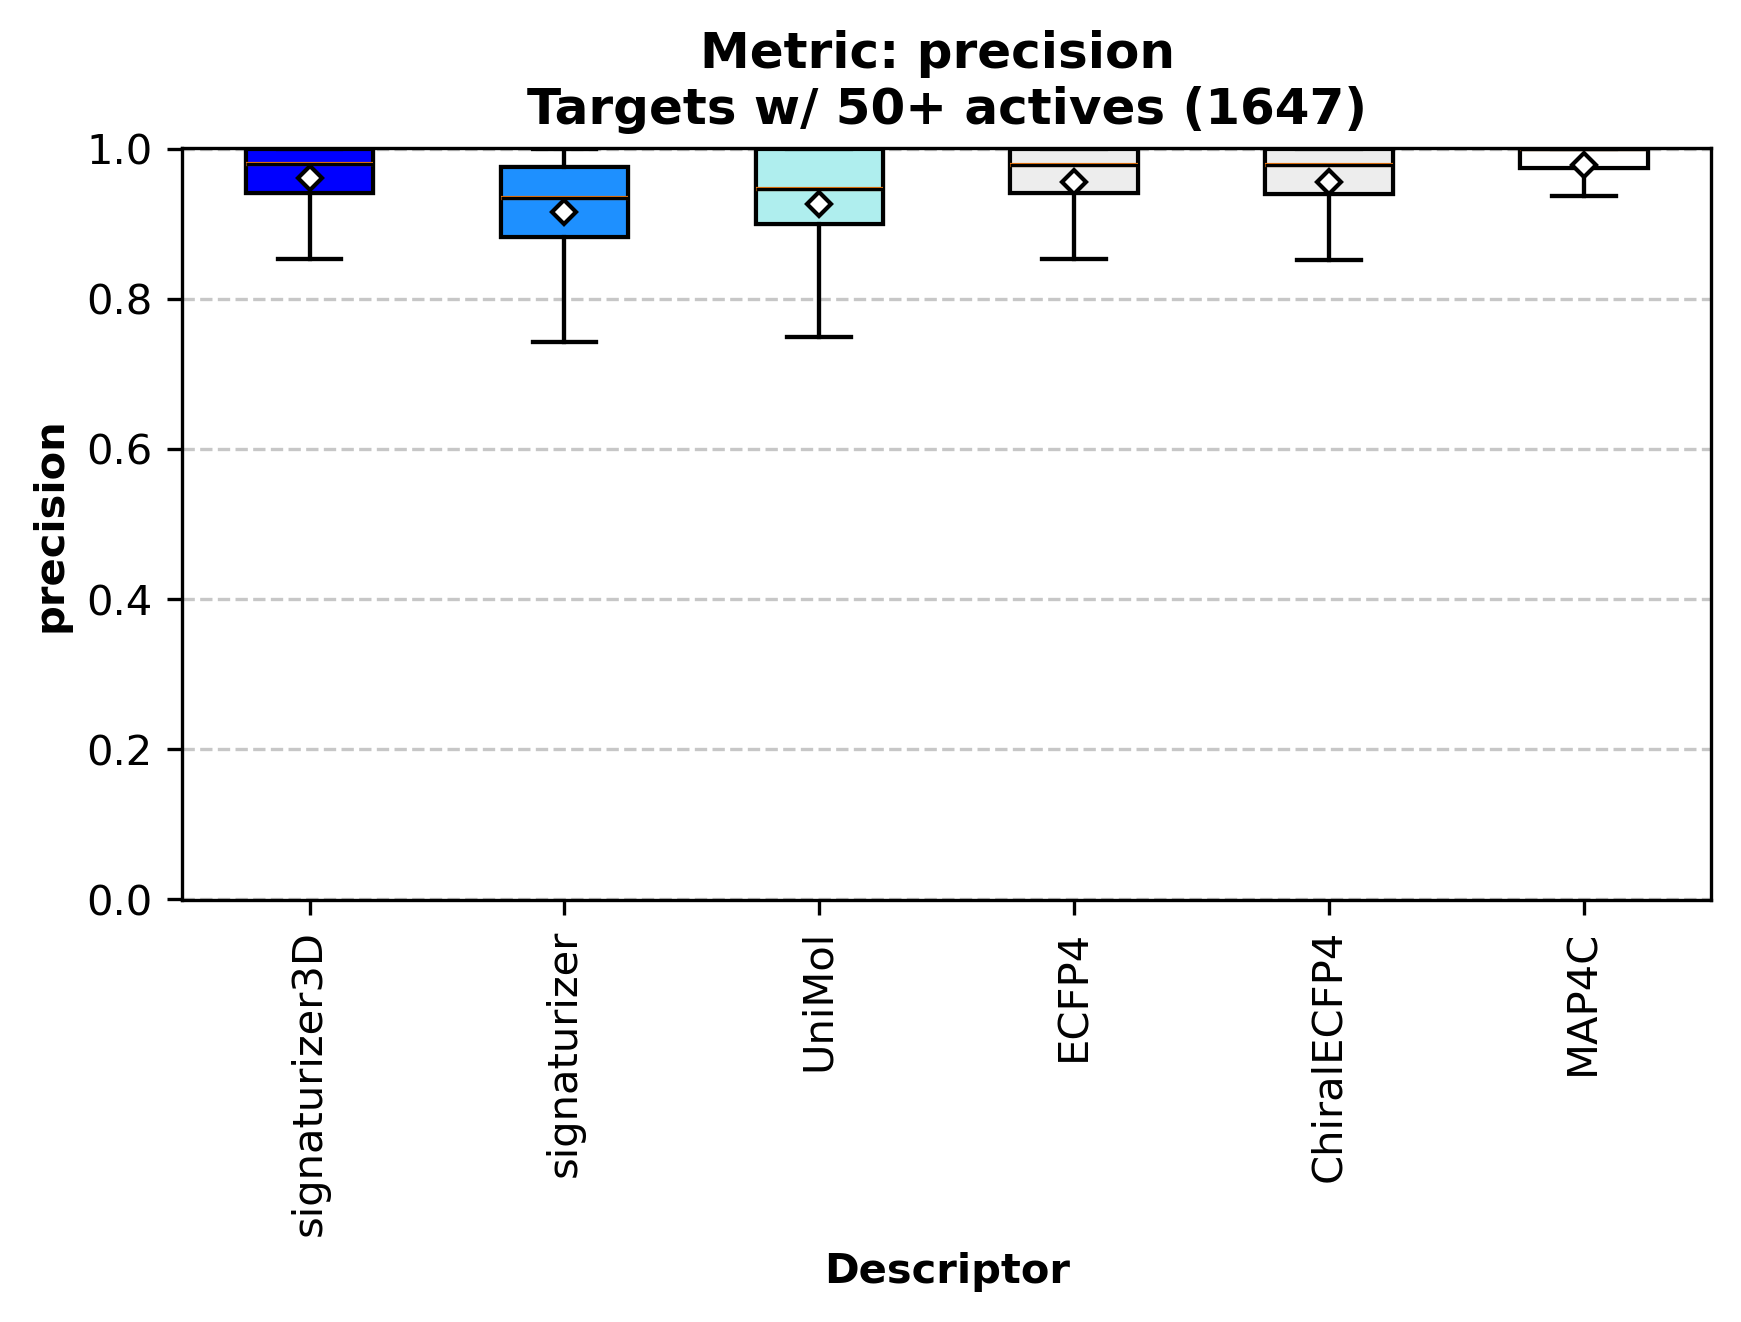 Metric: precision
Targets w/ 50+ actives (1647)
1.0
0.8
0.6
0.4
0.2
0.0
precision
signaturizer3D
signaturizer
UniMol
ECFP4
ChiralECFP4
MAP4C
Descriptor